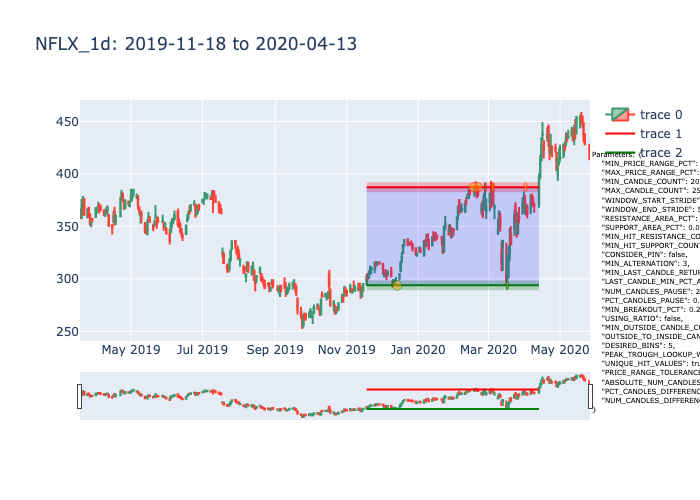 NFLX_1d: 2019-11-18 to 2020-04-13
450
400
350
300
250
May 2019
Jul 2019
Sep 2019
Nov 2019
Jan 2020
Mar 2020
May 2020
trace 0
trace 1
trace 2
Parameters: {
"MIN_PRICE_RANGE_PCT":
"MAX_PRICE_RANGE_PCT":
"MIN_CANDLE_COUNT": 20
"MAX_CANDLE_COUNT": 25
"WINDOW_START_STRIDE"
"WINDOW_END_STRIDE": 5
"RESISTANCE_AREA_PCT":
"SUPPORT_AREA_PCT": 0.0
"MIN_HIT_RESISTANCE_CO
"MIN_HIT_SUPPORT_COUNT
"CONSIDER_PIN": false,
"MIN_ALTERNATION": 3,
"MIN_LAST_CANDLE_RETUR
"LAST_CANDLE_MIN_PCT_A
"NUM_CANDLES_PAUSE": 2
"PCT_CANDLES_PAUSE": 0.
"MIN_BREAKOUT_PCT": 0.2
"USING_RATIO": false,
"MIN_OUTSIDE_CANDLE_CO
"OUTSIDE_TO_INSIDE_CAN
"DESIRED_BINS": 5,
"PEAK_TROUGH_LOOKUP_W
"UNIQUE_HIT_VALUES": tru
"PRICE_RANGE_TOLERANC
"ABSOLUTE_NUM_CANDLES
"PCT_CANDLES_DIFFERENC
"NUM_CANDLES_DIFFEREN
}